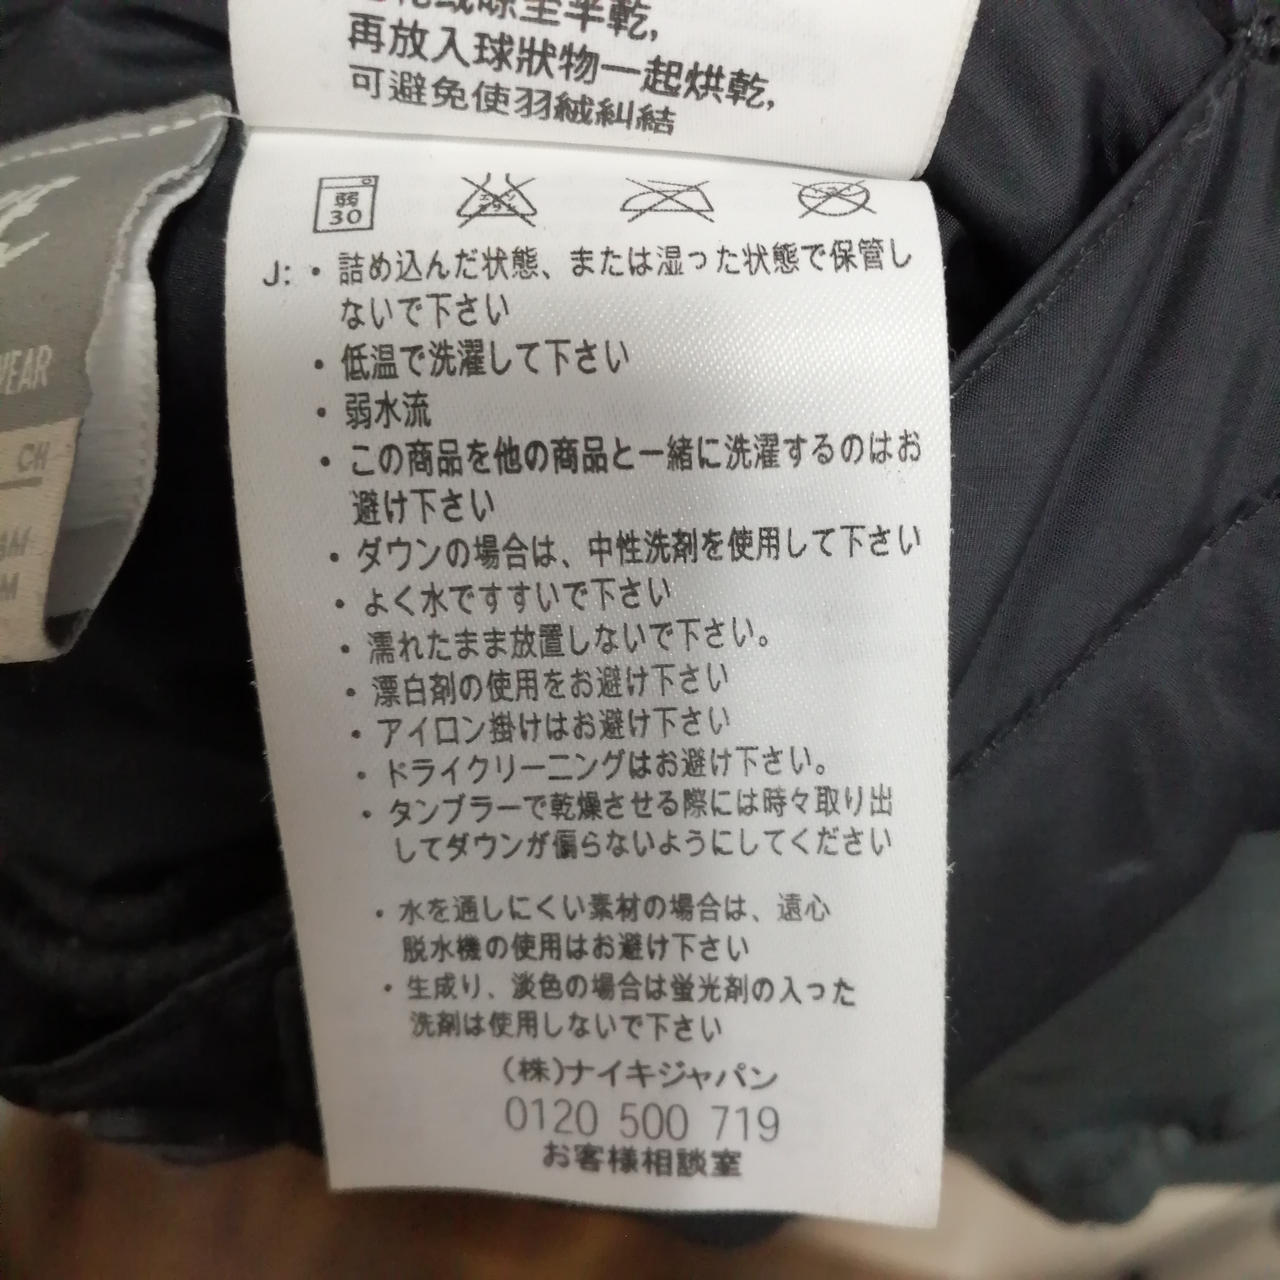 再放入球狀物一起烘乾,
可避免使羽絨糾結
弱
30
J: • 詰め込んだ状態、または湿った状態で保管し
ないで下さい
• 低温で洗濯して下さい
• 弱水流
• この商品を他の商品と一緒に洗濯するのはお
避け下さい
• ダウンの場合は、中性洗剤を使用して下さい
• よく水ですすいで下さい
• 濡れたまま放置しないで下さい。
• 漂白剤の使用をお避け下さい
• アイロン掛けはお避け下さい
• ドライクリーニングはお避け下さい。
• タンブラーで乾燥させる際には時々取り出
してダウンが偏らないようにしてください
• 水を通しにくい素材の場合は、遠心
脱水機の使用はお避け下さい
• 生成り、淡色の場合は蛍光剤の入った
洗剤は使用しないで下さい
(株)ナイキジャパン
0120 500 719
お客様相談室
WEAR
CH
M